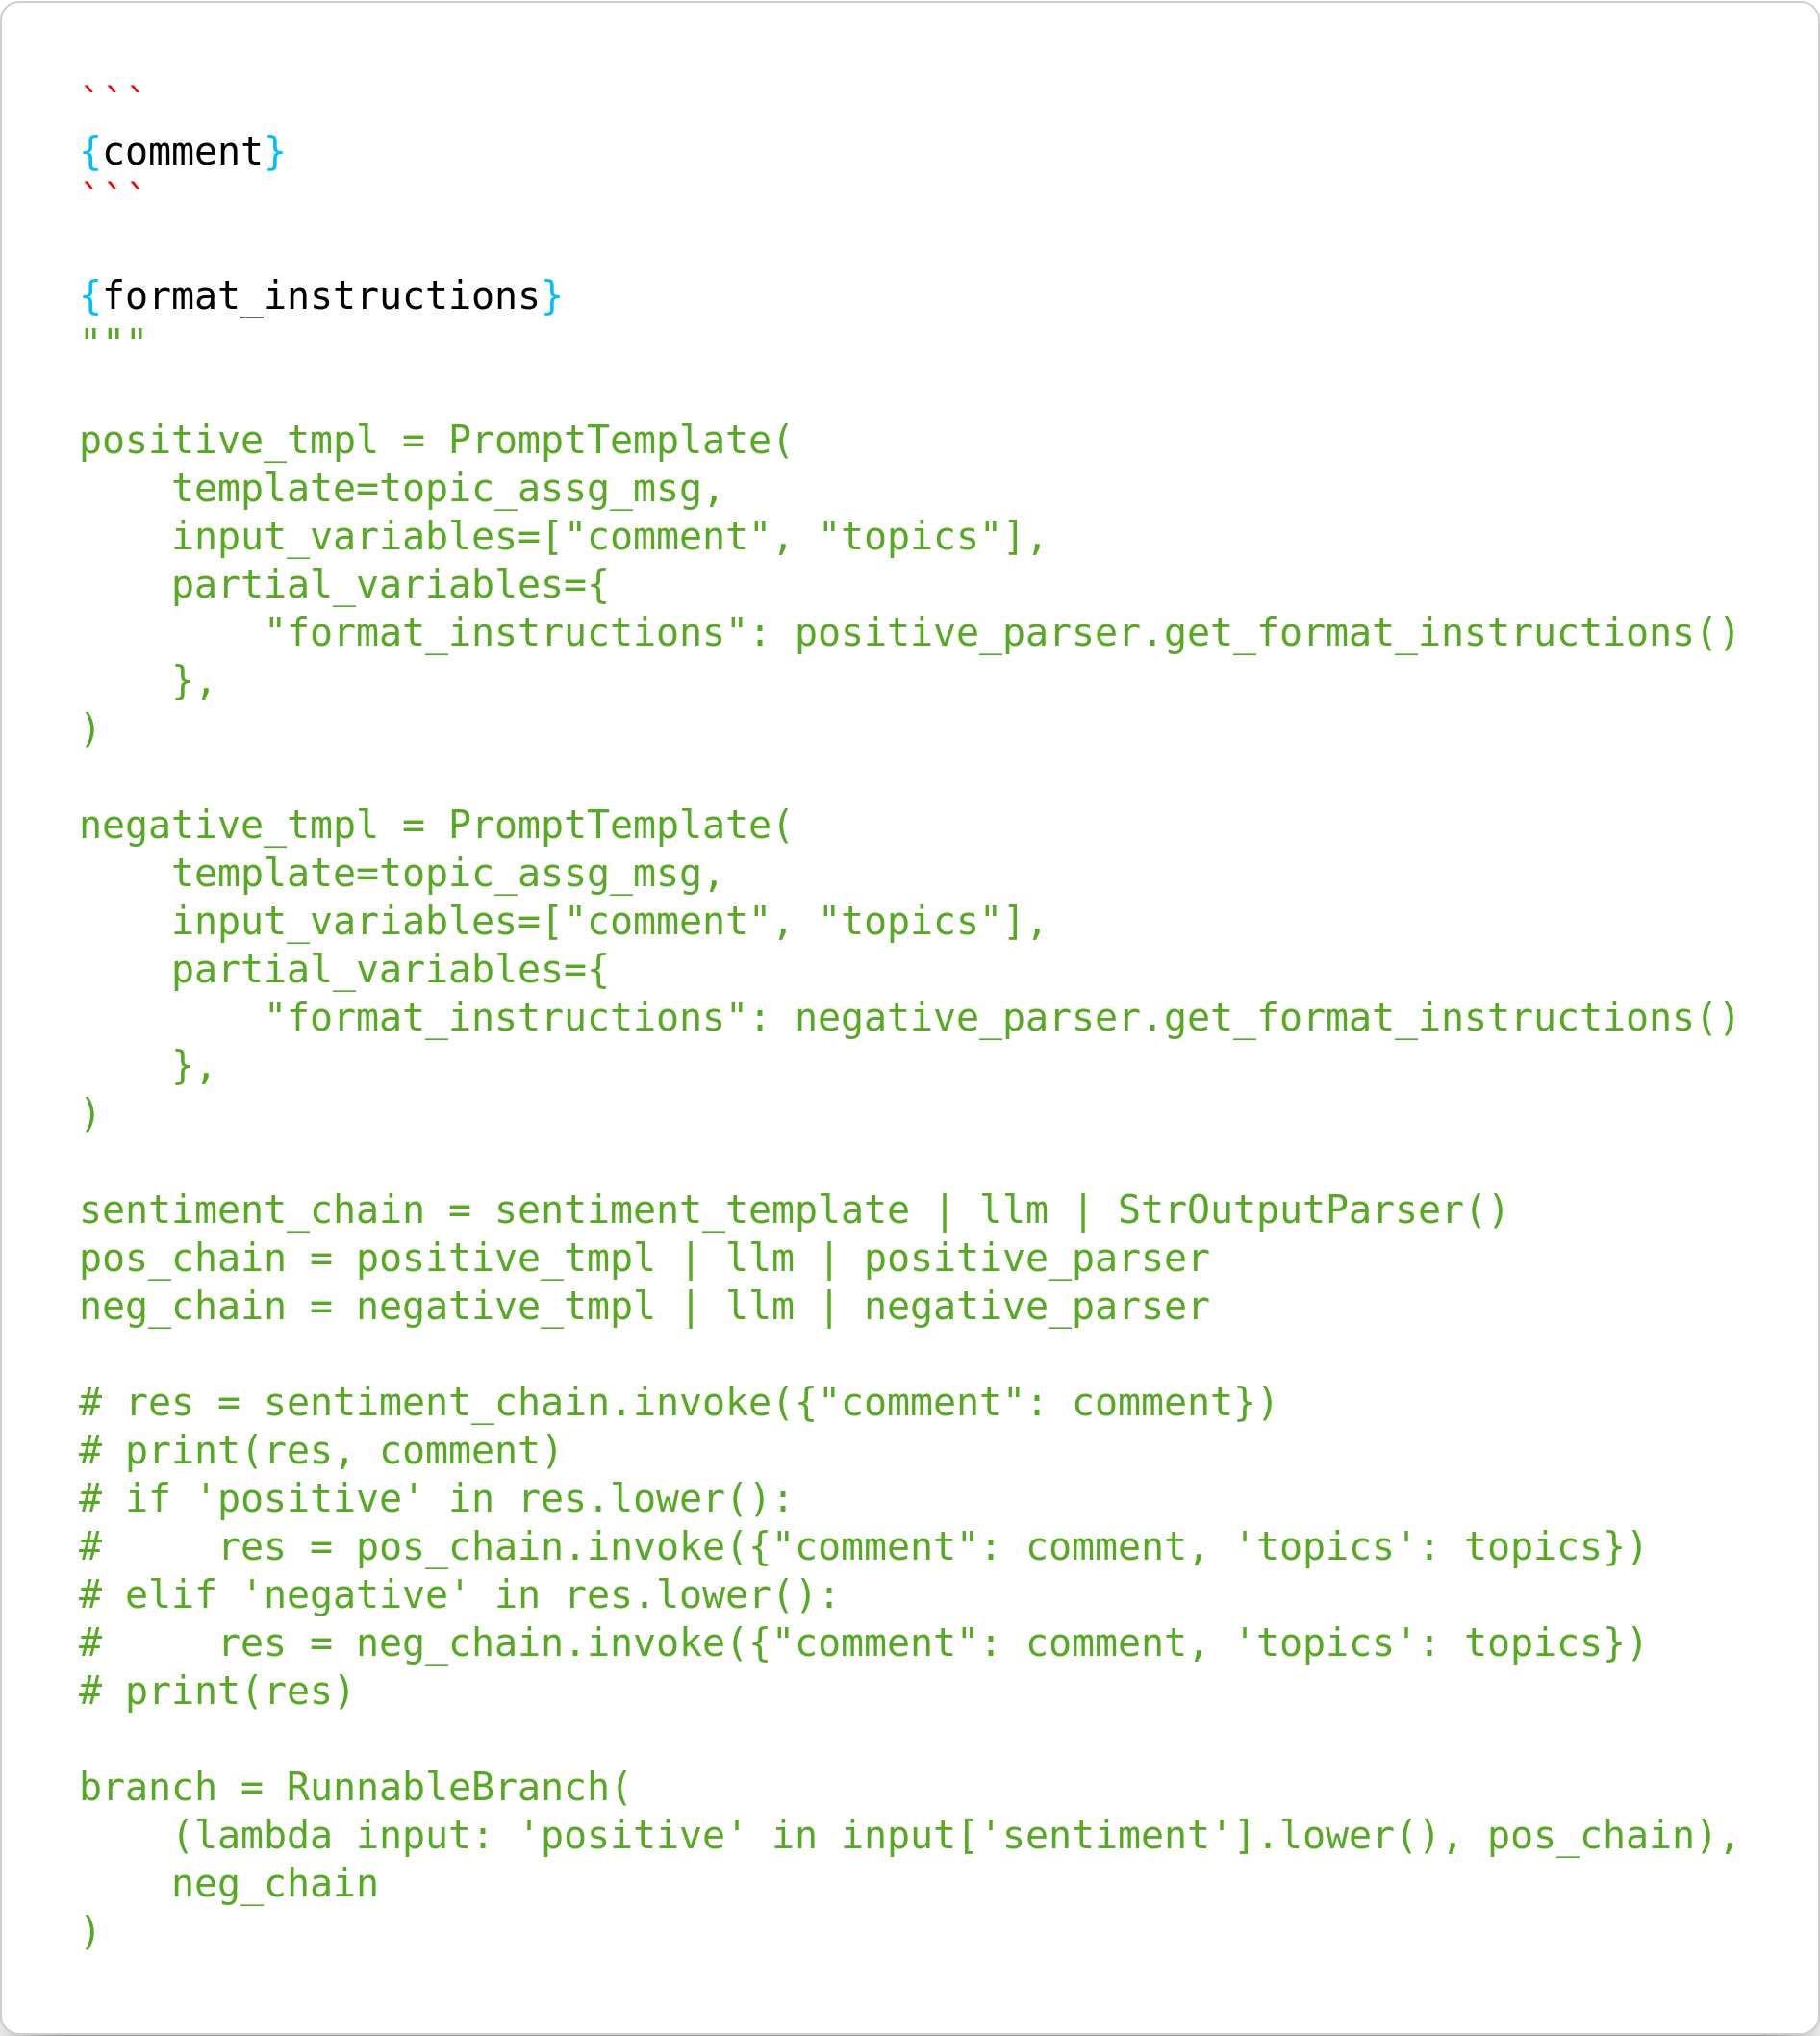 ```
{comment}
```
{format_instructions}
"""
positive_tmpl = PromptTemplate(
    template=topic_assg_msg,
    input_variables=["comment", "topics"],
    partial_variables={
        "format_instructions": positive_parser.get_format_instructions()
    },
)
negative_tmpl = PromptTemplate(
    template=topic_assg_msg,
    input_variables=["comment", "topics"],
    partial_variables={
        "format_instructions": negative_parser.get_format_instructions()
    },
)
sentiment_chain = sentiment_template | llm | StrOutputParser()
pos_chain = positive_tmpl | llm | positive_parser
neg_chain = negative_tmpl | llm | negative_parser
# res = sentiment_chain.invoke({"comment": comment})
# print(res, comment)
# if 'positive' in res.lower():
#     res = pos_chain.invoke({"comment": comment, 'topics': topics})
# elif 'negative' in res.lower():
#     res = neg_chain.invoke({"comment": comment, 'topics': topics})
# print(res)
branch = RunnableBranch(
    (lambda input: 'positive' in input['sentiment'].lower(), pos_chain),
    neg_chain
)